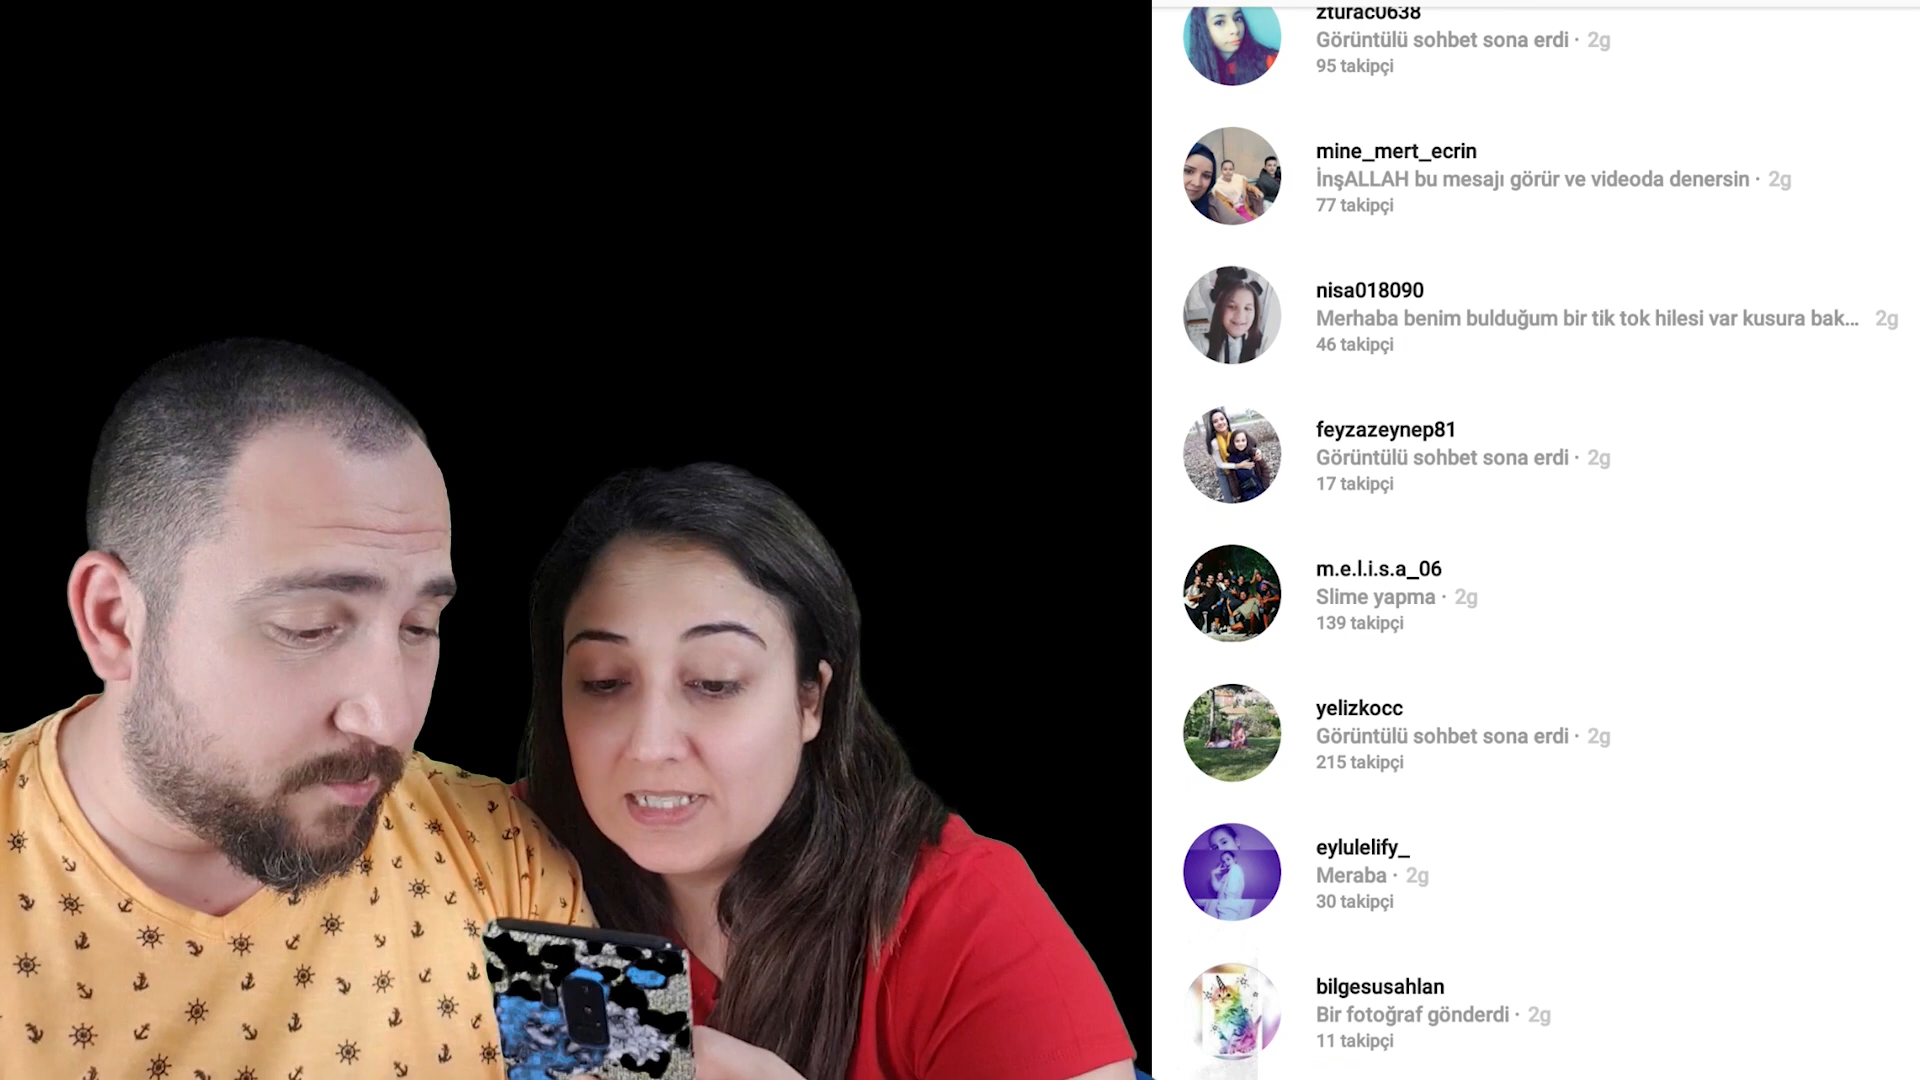 zturac0638
Görüntülü sohbet sona erdi · 2g
95 takipçi
mine_mert_ecrin
İnşALLAH bu mesajı görür ve videoda denersin · 2g
77 takipçi
nisa018090
Merhaba benim bulduğum bir tik tok hilesi var kusura bak... 2g
46 takipçi
feyzazeynep81
Görüntülü sohbet sona erdi · 2g
17 takipçi
m.e.l.i.s.a_06
Slime yapma · 2g
139 takipçi
yelizkocc
Görüntülü sohbet sona erdi · 2g
215 takipçi
eylulelify_
Meraba · 2g
30 takipçi
bilgesusahlan
Bir fotoğraf gönderdi · 2g
11 takipçi